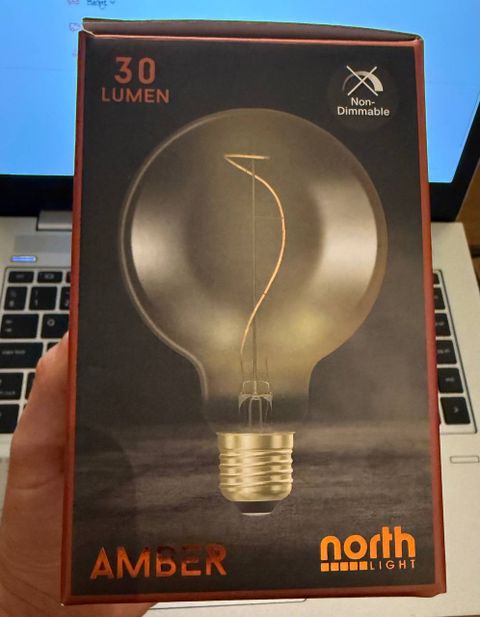 30
LUMEN
Non-
Dimmable
AMBER
north
LIGHT